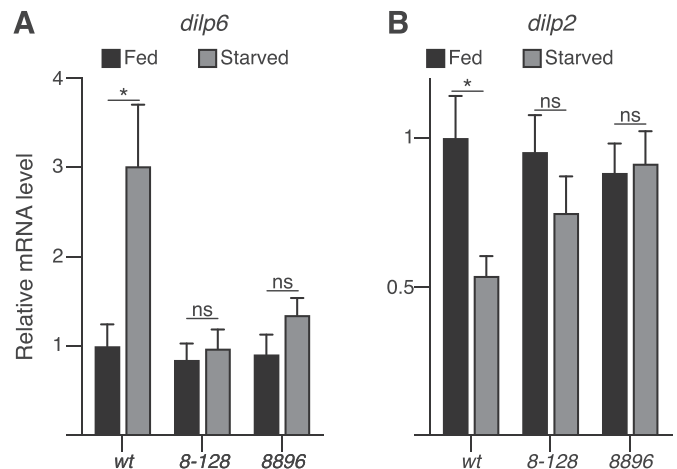 A
dilp6
Fed
Starved
Relative mRNA level
4
3
2
1
*
ns
ns
wt
8-128
8896
B
dilp2
Fed
Starved
1
0.5
*
ns
ns
wt
8-128
8896